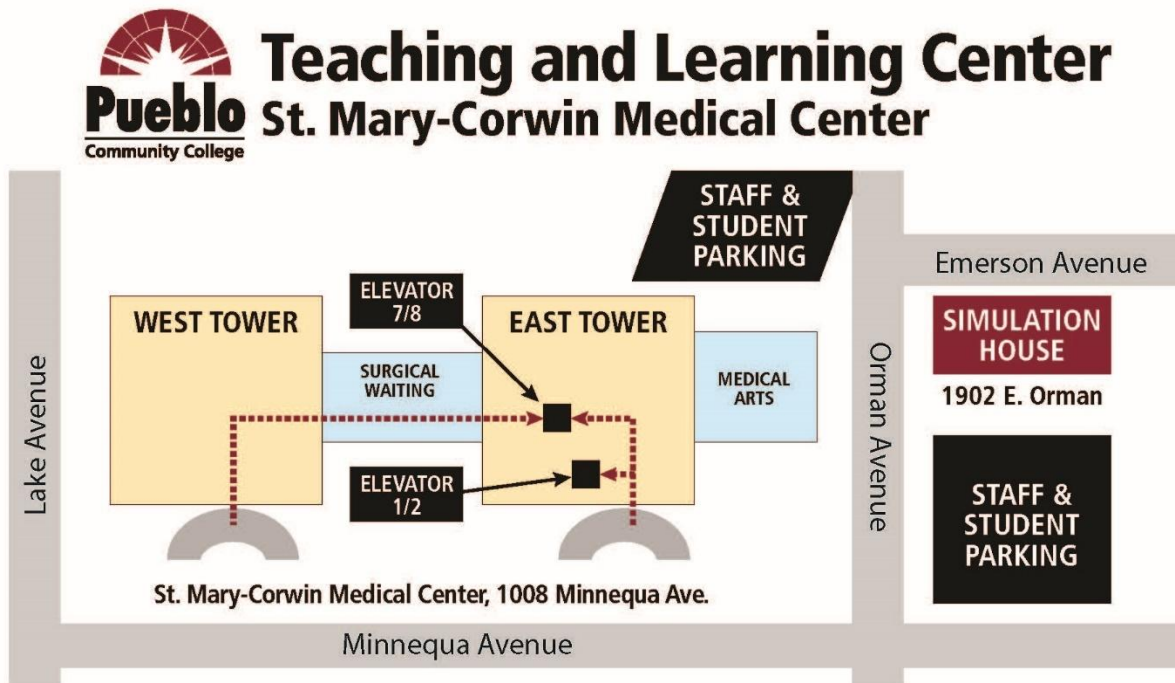 Pueblo
Community College
Teaching and Learning Center
St. Mary-Corwin Medical Center
STAFF &
STUDENT
PARKING
Emerson Avenue
ELEVATOR
7/8
WEST TOWER
EAST TOWER
SIMULATION
HOUSE
1902 E. Orman
SURGICAL
WAITING
MEDICAL
ARTS
Lake Avenue
Orman Avenue
ELEVATOR
1/2
STAFF &
STUDENT
PARKING
St. Mary-Corwin Medical Center, 1008 Minnequa Ave.
Minnequa Avenue